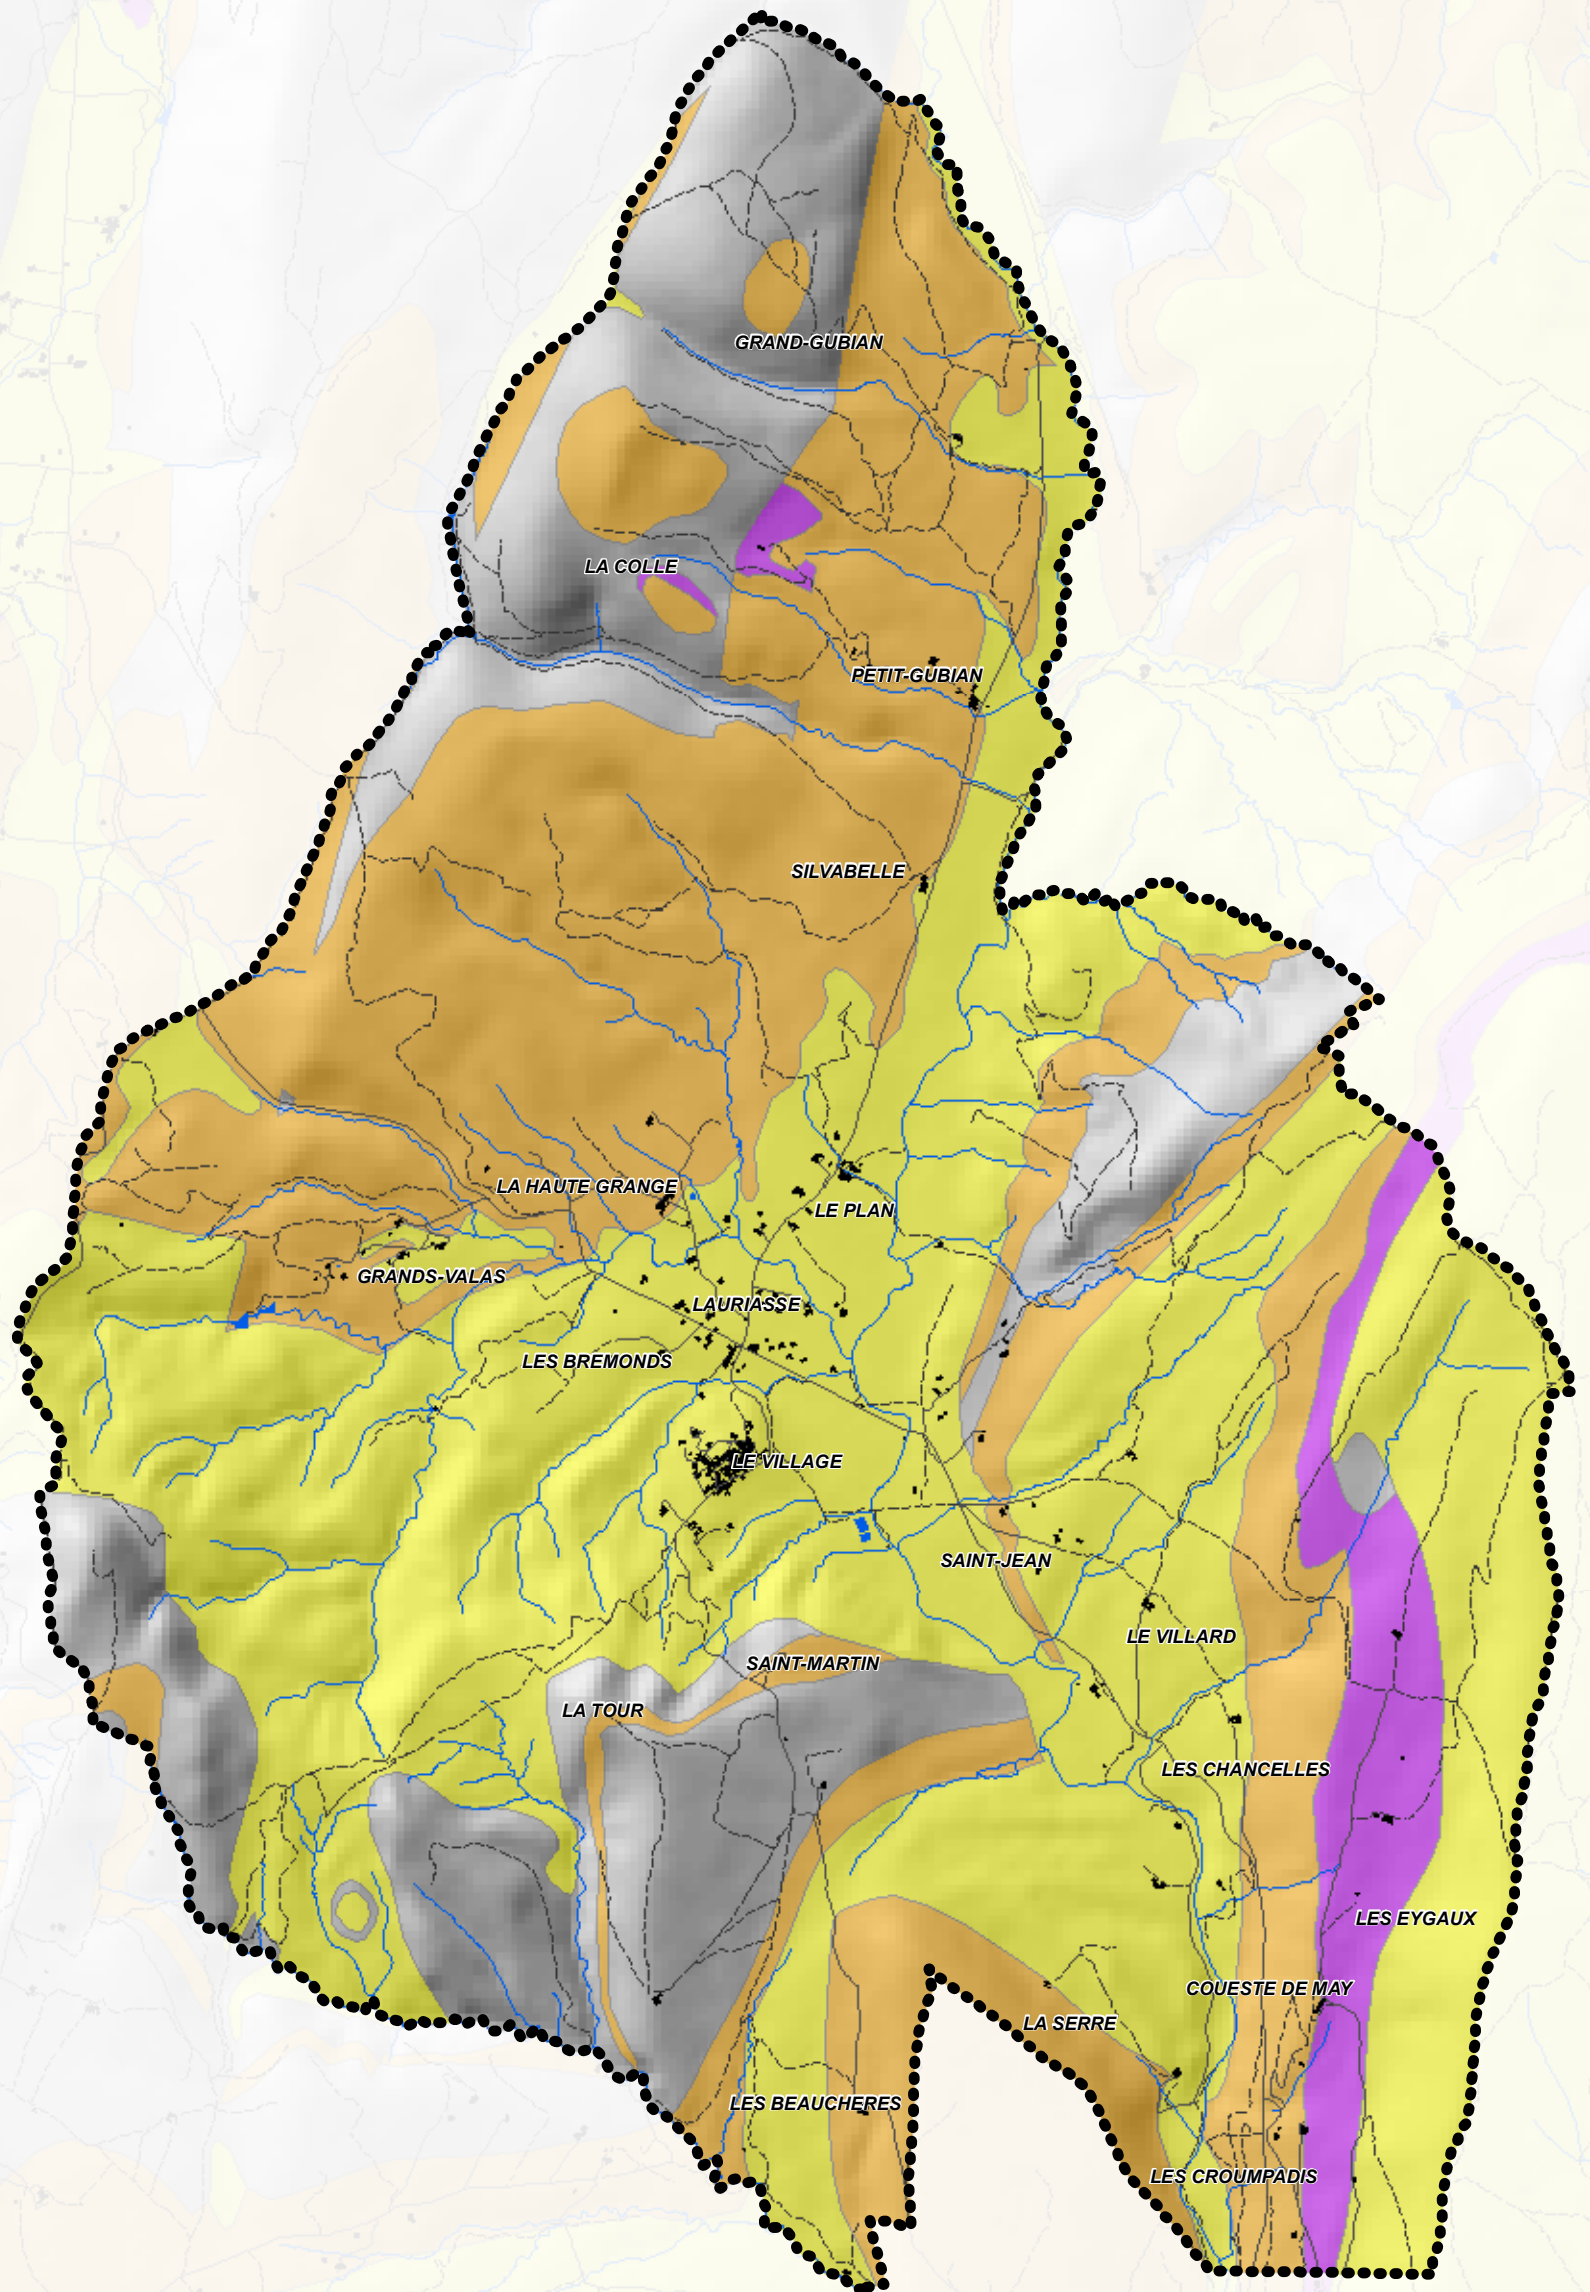 GRAND-GUBIAN
LA COLLE
PETIT-GUBIAN
SILVABELLE
LA HAUTE GRANGE
LE PLAN
GRANDS-VALAS
LAURIASSE
LES BREMONDS
LE VILLAGE
SAINT-JEAN
LE VILLARD
SAINT-MARTIN
LA TOUR
LES CHANCELLES
LES EYGAUX
COUESTE DE MAY
LA SERRE
LES BEAUCHERES
LES CROUMPADIS